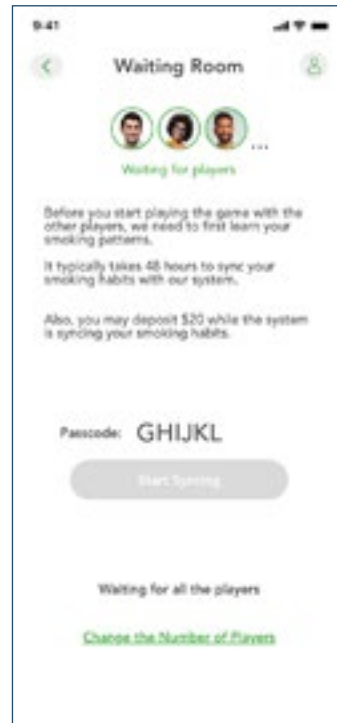 9:41
Waiting Room
...
Waiting for players
Before you start playing the game with the
other players, we need to first learn your
smoking patterns.
It typically takes 48 hours to sync your
smoking habits with our system.
Also, you may deposit $20 while the system
is syncing your smoking habits.
Passcode: GHIJKL
Start Syncing
Waiting for all the players
Change the Number of Players